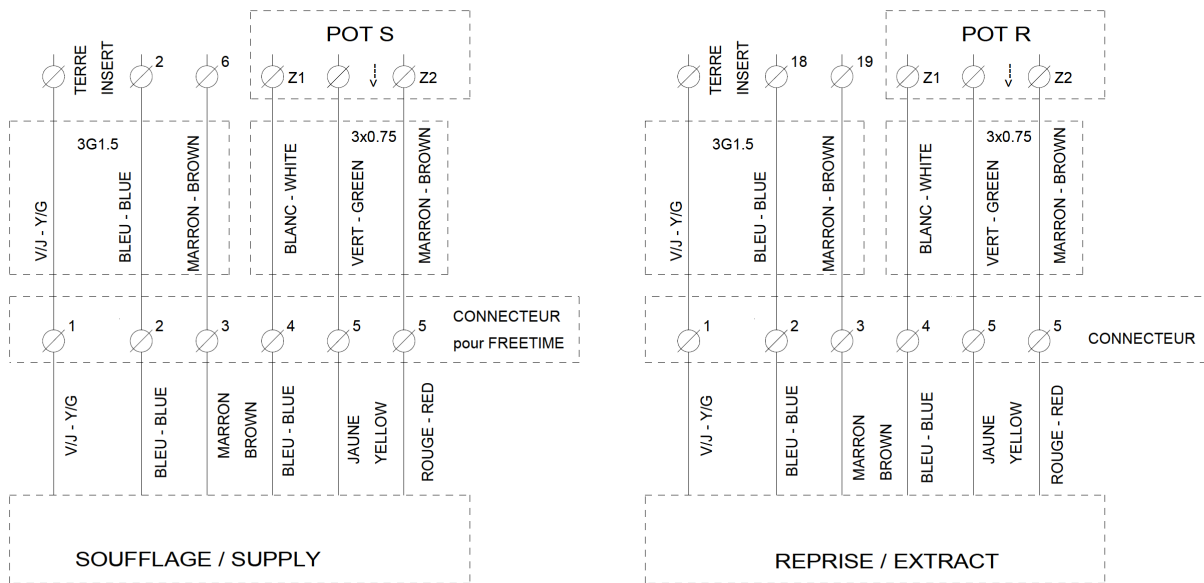 POT S
TERRE
INSERT
2
6
Z1
Z2
3G1.5
3x0.75
V/J - Y/G
BLEU - BLUE
MARRON - BROWN
BLANC - WHITE
VERT - GREEN
MARRON - BROWN
1
2
3
4
5
5
CONNECTEUR
pour FREETIME
V/J - Y/G
BLEU - BLUE
MARRON
BROWN
BLEU - BLUE
JAUNE
YELLOW
ROUGE - RED
SOUFFLAGE / SUPPLY
POT R
TERRE
INSERT
18
19
Z1
Z2
3G1.5
3x0.75
V/J - Y/G
BLEU - BLUE
MARRON - BROWN
BLANC - WHITE
VERT - GREEN
MARRON - BROWN
1
2
3
4
5
5
CONNECTEUR
V/J - Y/G
BLEU - BLUE
MARRON
BROWN
BLEU - BLUE
JAUNE
YELLOW
ROUGE - RED
REPRISE / EXTRACT